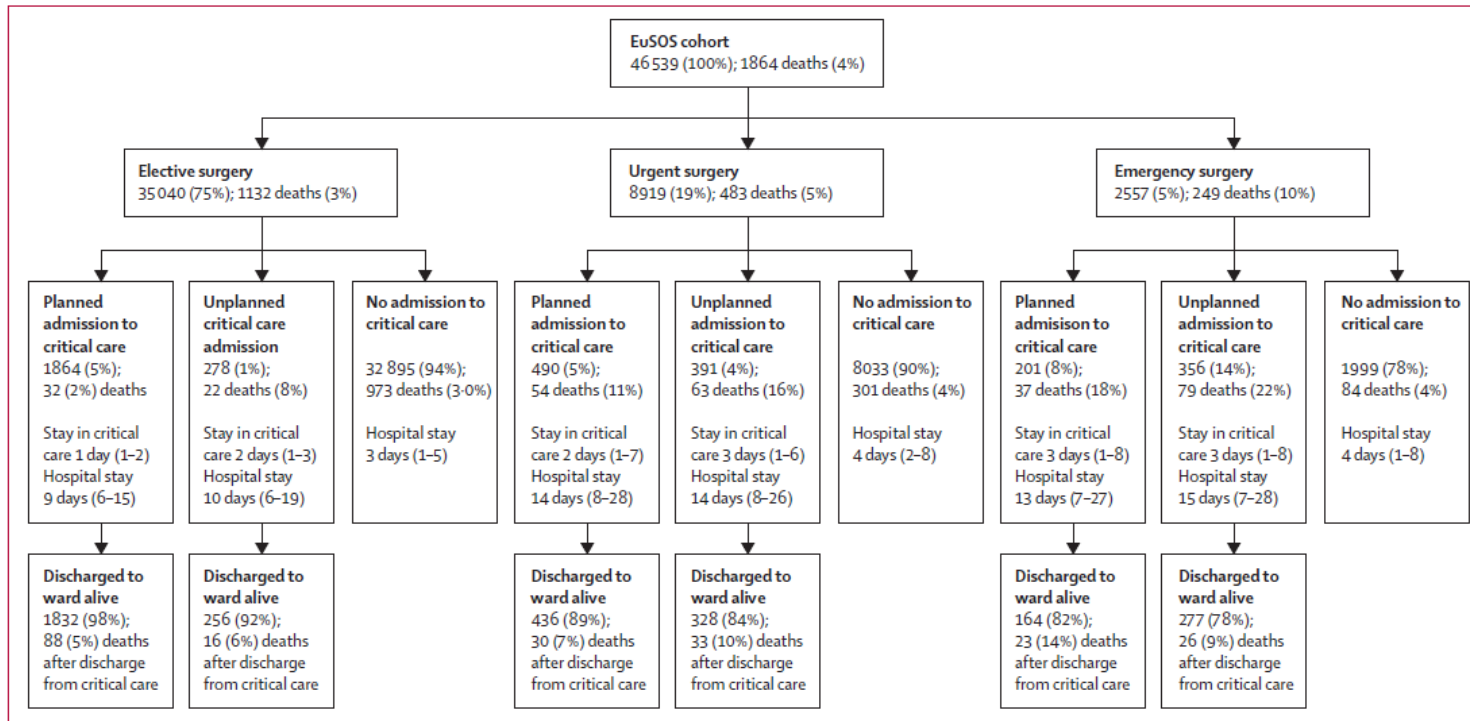 EuSOS cohort
46539 (100%); 1864 deaths (4%)
Elective surgery
35040 (75%); 1132 deaths (3%)
Urgent surgery
8919 (19%); 483 deaths (5%)
Emergency surgery
2557 (5%); 249 deaths (10%)
Planned
admission to
critical care
1864 (5%);
32 (2%) deaths
Stay in critical
care 1 day (1–2)
Hospital stay
9 days (6–15)
Unplanned
critical care
admission
278 (1%);
22 deaths (8%)
Stay in critical
care 2 days (1–3)
Hospital stay
10 days (6–19)
No admission to
critical care
32 895 (94%);
973 deaths (3·0%)
Hospital stay
3 days (1–5)
Planned
admission to
critical care
490 (5%);
54 deaths (11%)
Stay in critical
care 2 days (1–7)
Hospital stay
14 days (8–28)
Unplanned
admission to
critical care
391 (4%);
63 deaths (16%)
Stay in critical
care 3 days (1–6)
Hospital stay
14 days (8–26)
No admission to
critical care
8033 (90%);
301 deaths (4%)
Hospital stay
4 days (2–8)
Planned
admisison to
critical care
201 (8%);
37 deaths (18%)
Stay in critical
care 3 days (1–8)
Hospital stay
13 days (7–27)
Unplanned
admission to
critical care
356 (14%);
79 deaths (22%)
Stay in critical
care 3 days (1–8)
Hospital stay
15 days (7–28)
No admission to
critical care
1999 (78%);
84 deaths (4%)
Hospital stay
4 days (1–8)
Discharged to
ward alive
1832 (98%);
88 (5%) deaths
after discharge
from critical care
Discharged to
ward alive
256 (92%);
16 (6%) deaths
after discharge
from critical care
Discharged to
ward alive
436 (89%);
30 (7%) deaths
after discharge
from critical care
Discharged to
ward alive
328 (84%);
33 (10%) deaths
after discharge
from critical care
Discharged to
ward alive
164 (82%);
23 (14%) deaths
after discharge
from critical care
Discharged to
ward alive
277 (78%);
26 (9%) deaths
after discharge
from critical care